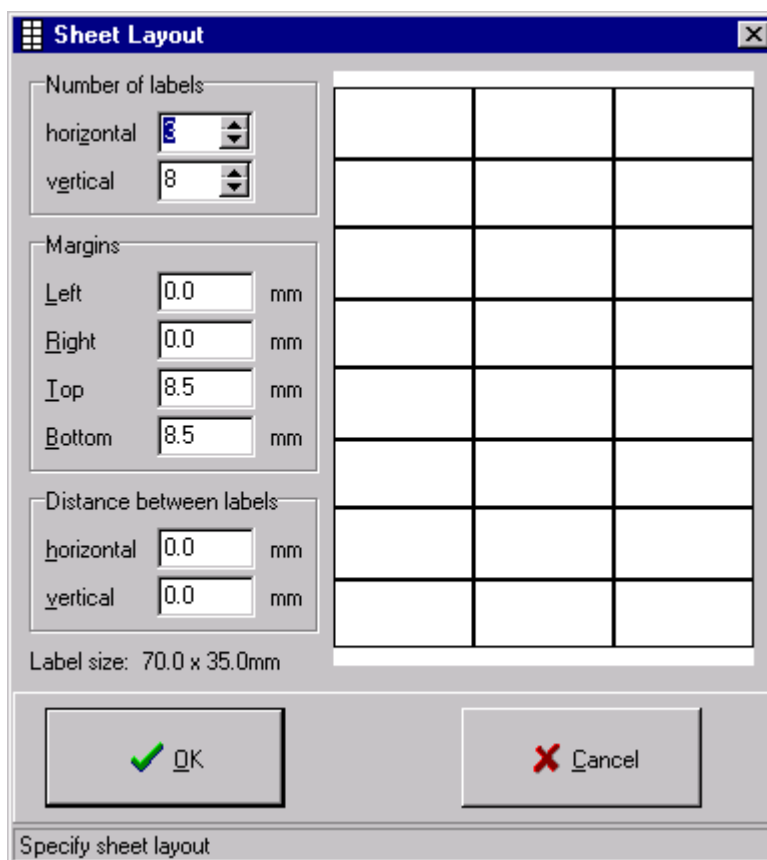 Sheet Layout
Number of labels
horizontal 3
vertical 8
Margins
Left 0.0 mm
Right 0.0 mm
Top 8.5 mm
Bottom 8.5 mm
Distance between labels
horizontal 0.0 mm
vertical 0.0 mm
Label size: 70.0 x 35.0mm
OK Cancel
Specify sheet layout